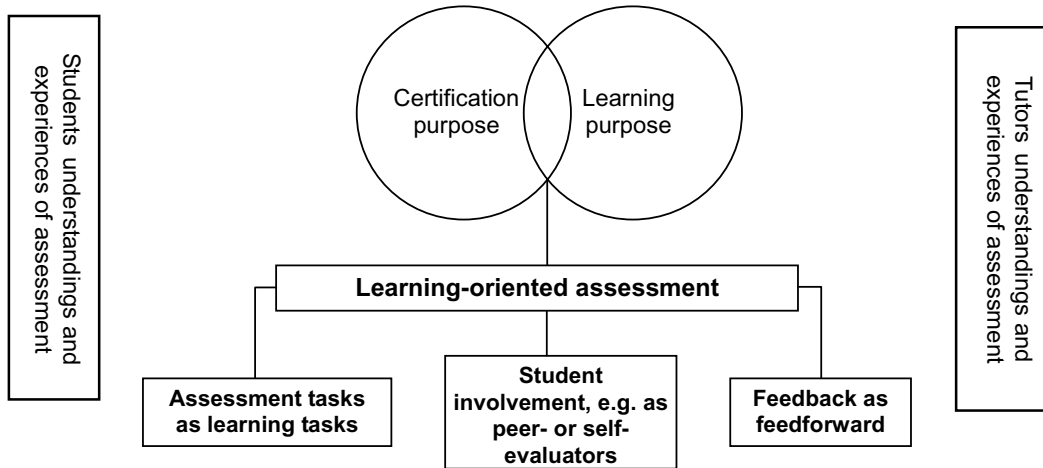 Students understandings and
experiences of assessment
Certification
purpose
Learning
purpose
Tutors understandings and
experiences of assessment
Learning-oriented assessment
Assessment tasks
as learning tasks
Student
involvement, e.g. as
peer- or self-
evaluators
Feedback as
feedforward